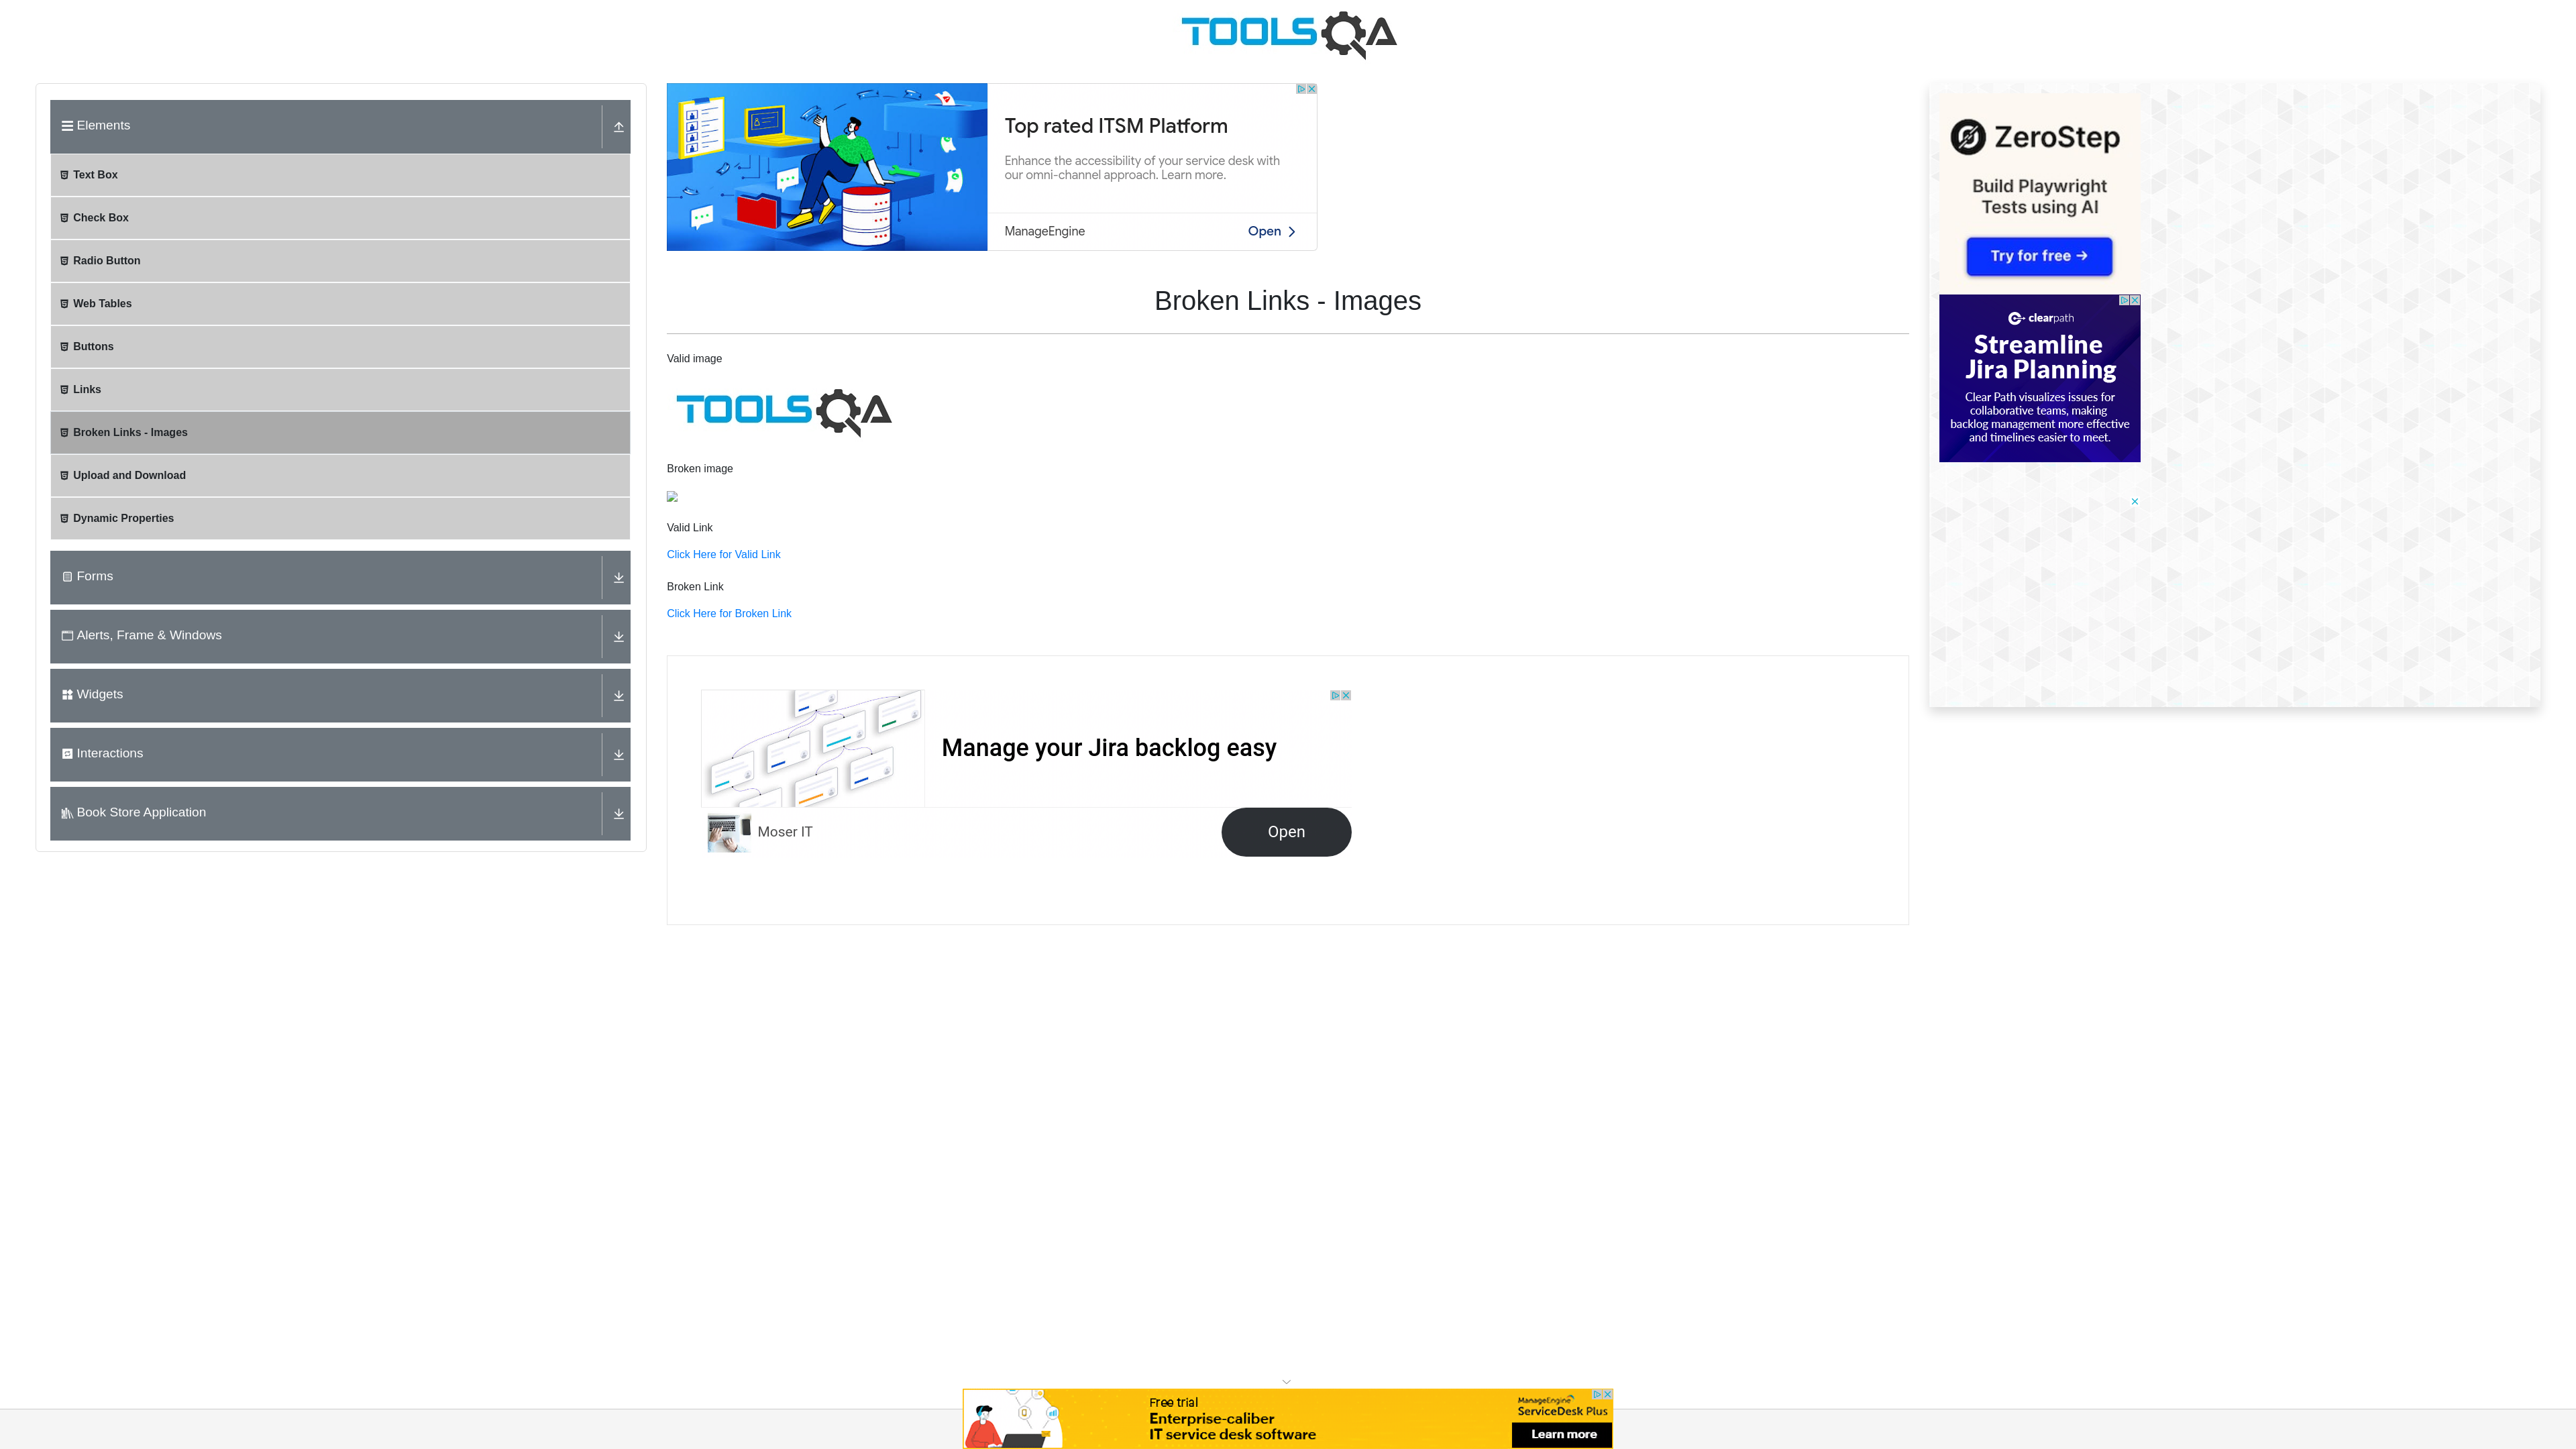 TOOLSQA
Elements
Text Box
Check Box
Radio Button
Web Tables
Buttons
Links
Broken Links - Images
Upload and Download
Dynamic Properties
Forms
Alerts, Frame & Windows
Widgets
Interactions
Book Store Application
Top rated ITSM Platform
Enhance the accessibility of your service desk with
our omni-channel approach. Learn more.
ManageEngine
Open
Broken Links - Images
Valid image
TOOLSQA
Broken image
Valid Link
Click Here for Valid Link
Broken Link
Click Here for Broken Link
Manage your Jira backlog easy
Moser IT
Open
ZeroStep
Build Playwright
Tests using AI
Try for free →
clearpath
Streamline
Jira Planning
Clear Path visualizes issues for
collaborative teams, making
backlog management more effective
and timelines easier to meet.
Free trial
Enterprise-caliber
IT service desk software
ManageEngine
ServiceDesk Plus
Learn more